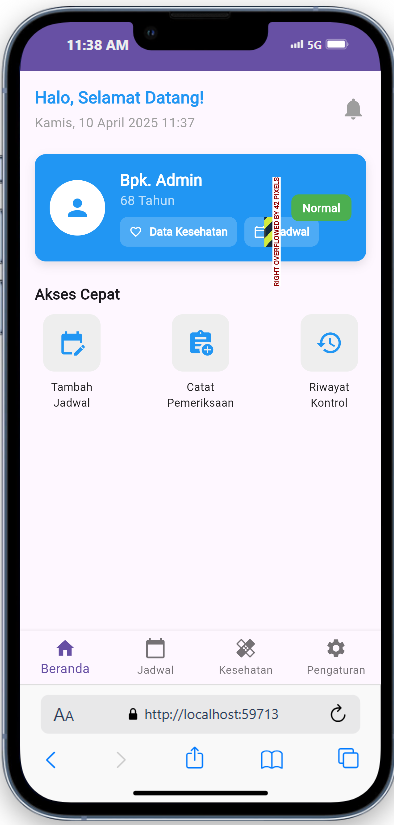 11:38 AM
5G
Halo, Selamat Datang!
Kamis, 10 April 2025 11:37
Bpk. Admin
68 Tahun
Normal
Data Kesehatan
Jadwal
RIGHT OVERFLOWED BY 42 PIXELS
Akses Cepat
Tambah
Jadwal
Catat
Pemeriksaan
Riwayat
Kontrol
Beranda
Jadwal
Kesehatan
Pengaturan
AA
http://localhost:59713